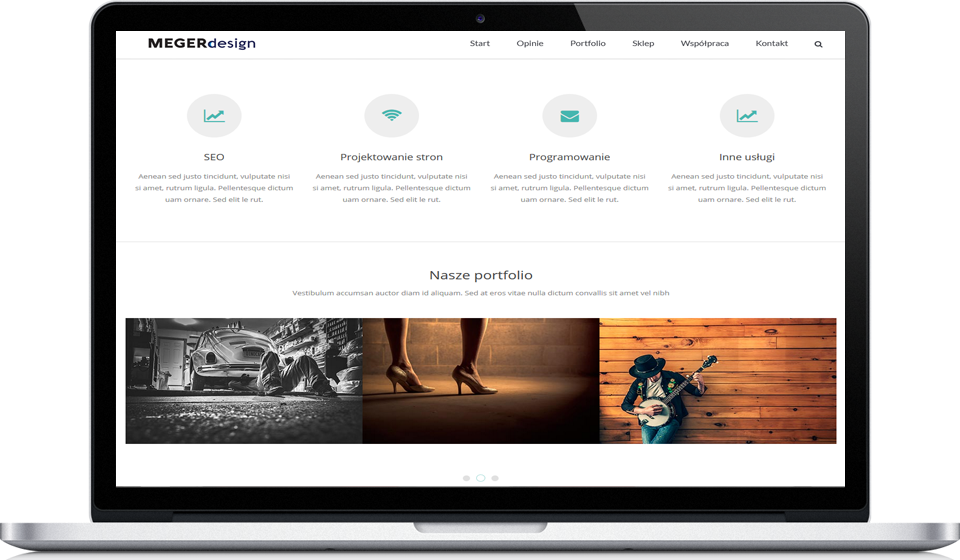 MEGERdesign Start Opinie Portfolio Sklep Współpraca Kontakt
SEO Projektowanie stron Programowanie Inne usługi
Aenean sed justo tincidunt, vulputate nisi
si amet, rutrum ligula. Pellentesque dictum
uam ornare. Sed elit le rut.
Aenean sed justo tincidunt, vulputate nisi
si amet, rutrum ligula. Pellentesque dictum
uam ornare. Sed elit le rut.
Aenean sed justo tincidunt, vulputate nisi
si amet, rutrum ligula. Pellentesque dictum
uam ornare. Sed elit le rut.
Aenean sed justo tincidunt, vulputate nisi
si amet, rutrum ligula. Pellentesque dictum
uam ornare. Sed elit le rut.
Nasze portfolio
Vestibulum accumsan auctor diam id aliquam. Sed at eros vitae nulla dictum convallis sit amet vel nibh